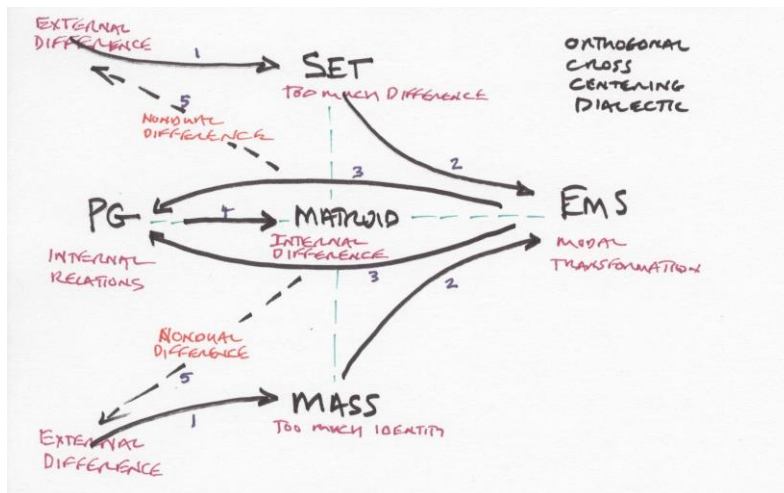 EXTERNAL
DIFFERENCE
1
SET
TOO MUCH DIFFERENCE
ORTHOGONAL
CROSS
CENTERING
DIALECTIC
5
NONDUAL
DIFFERENCE
2
3
PG
4
MATROID
EMS
INTERNAL
RELATIONS
INTERNAL
DIFFERENCE
MODAL
TRANSFORMATION
3
2
NONDUAL
DIFFERENCE
5
1
MASS
TOO MUCH IDENTITY
EXTERNAL
DIFFERENCE